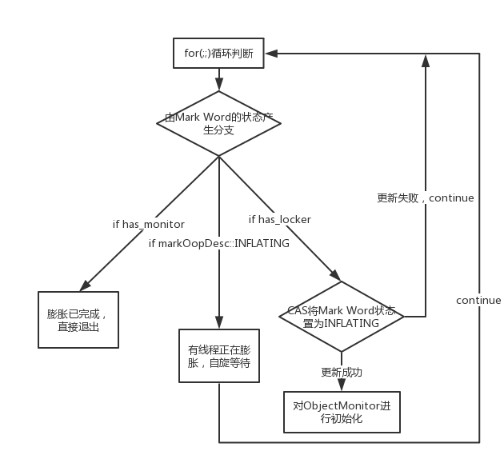 for(;;)循环判断
由Mark Word的状态产
生分支
更新失败，continue
if has_monitor
if has_locker
if markOopDesc::INFLATING
膨胀已完成，
直接退出
CAS将Mark Word状态
置为INFLATING
continue
有线程正在膨
胀，自旋等待
更新成功
对ObjectMonitor进
行初始化